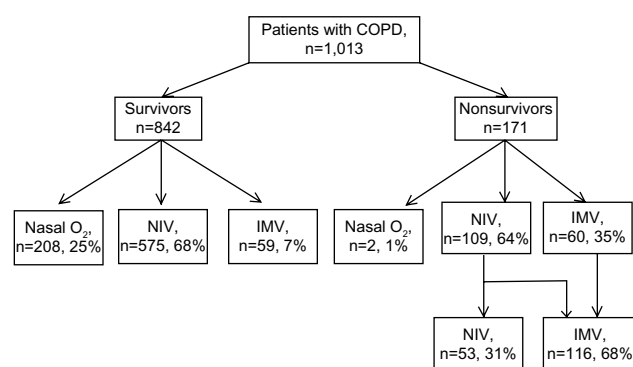 Patients with COPD,
n=1,013
Survivors
n=842
Nonsurvivors
n=171
Nasal O₂,
n=208, 25%
NIV,
n=575, 68%
IMV,
n=59, 7%
Nasal O₂,
n=2, 1%
NIV,
n=109, 64%
IMV,
n=60, 35%
NIV,
n=53, 31%
IMV,
n=116, 68%